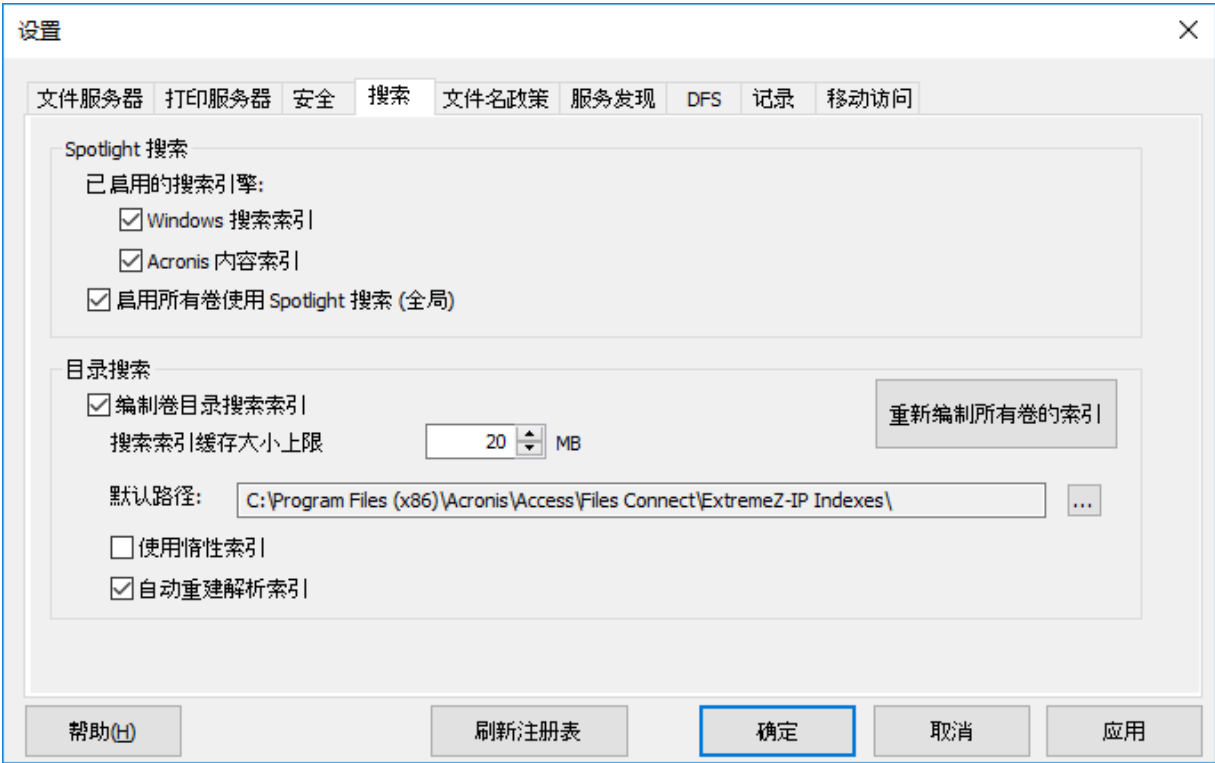 设置
文件服务器 打印服务器 安全 搜索 文件名政策 服务发现 DFS 记录 移动访问
Spotlight 搜索
已启用的搜索引擎:
Windows 搜索索引
Acronis 内容索引
启用所有卷使用 Spotlight 搜索 (全局)
目录搜索
编制卷目录搜索索引
重新编制所有卷的索引
搜索索引缓存大小上限 20 MB
默认路径: C:\Program Files (x86)\Acronis\Access\Files Connect\ExtremeZ-IP Indexes\ ...
使用惰性索引
自动重建解析索引
帮助(H) 刷新注册表 确定 取消 应用